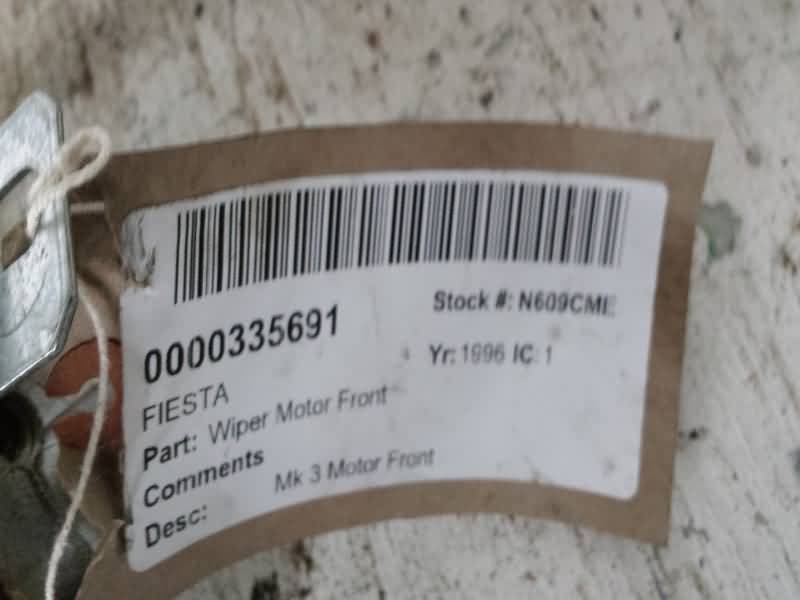 0000335691
Stock #: N609CME
FIESTA
Yr: 1996 IC: 1
Part: Wiper Motor Front
Comments
Desc: Mk 3 Motor Front